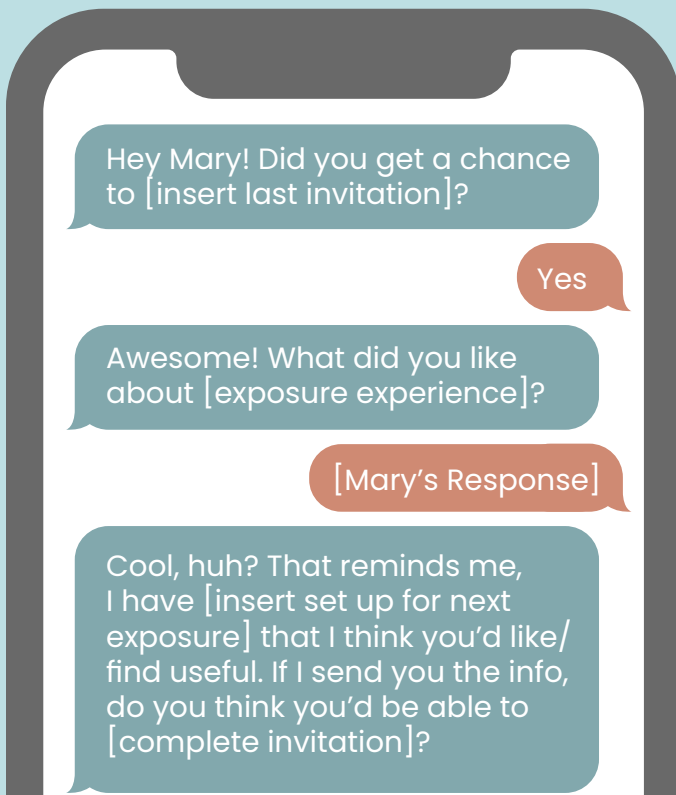 Hey Mary! Did you get a chance
to [insert last invitation]?
Yes
Awesome! What did you like
about [exposure experience]?
[Mary’s Response]
Cool, huh? That reminds me,
I have [insert set up for next
exposure] that I think you’d like/
find useful. If I send you the info,
do you think you’d be able to
[complete invitation]?